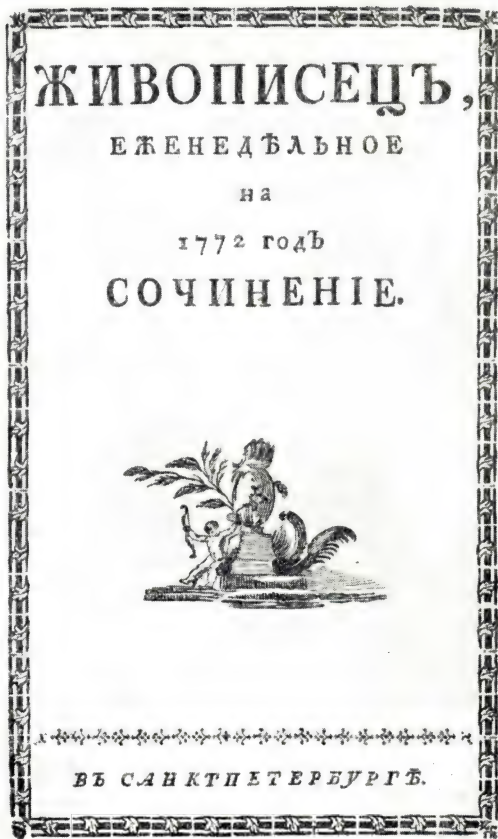 ЖИВОПИСЕЦЪ,
ЕЖЕНЕДѢЛЬНОЕ
на
1772 годЪ
СОЧИНЕНІЕ.
ВЪ САНКТПЕТЕРБУРГѢ.